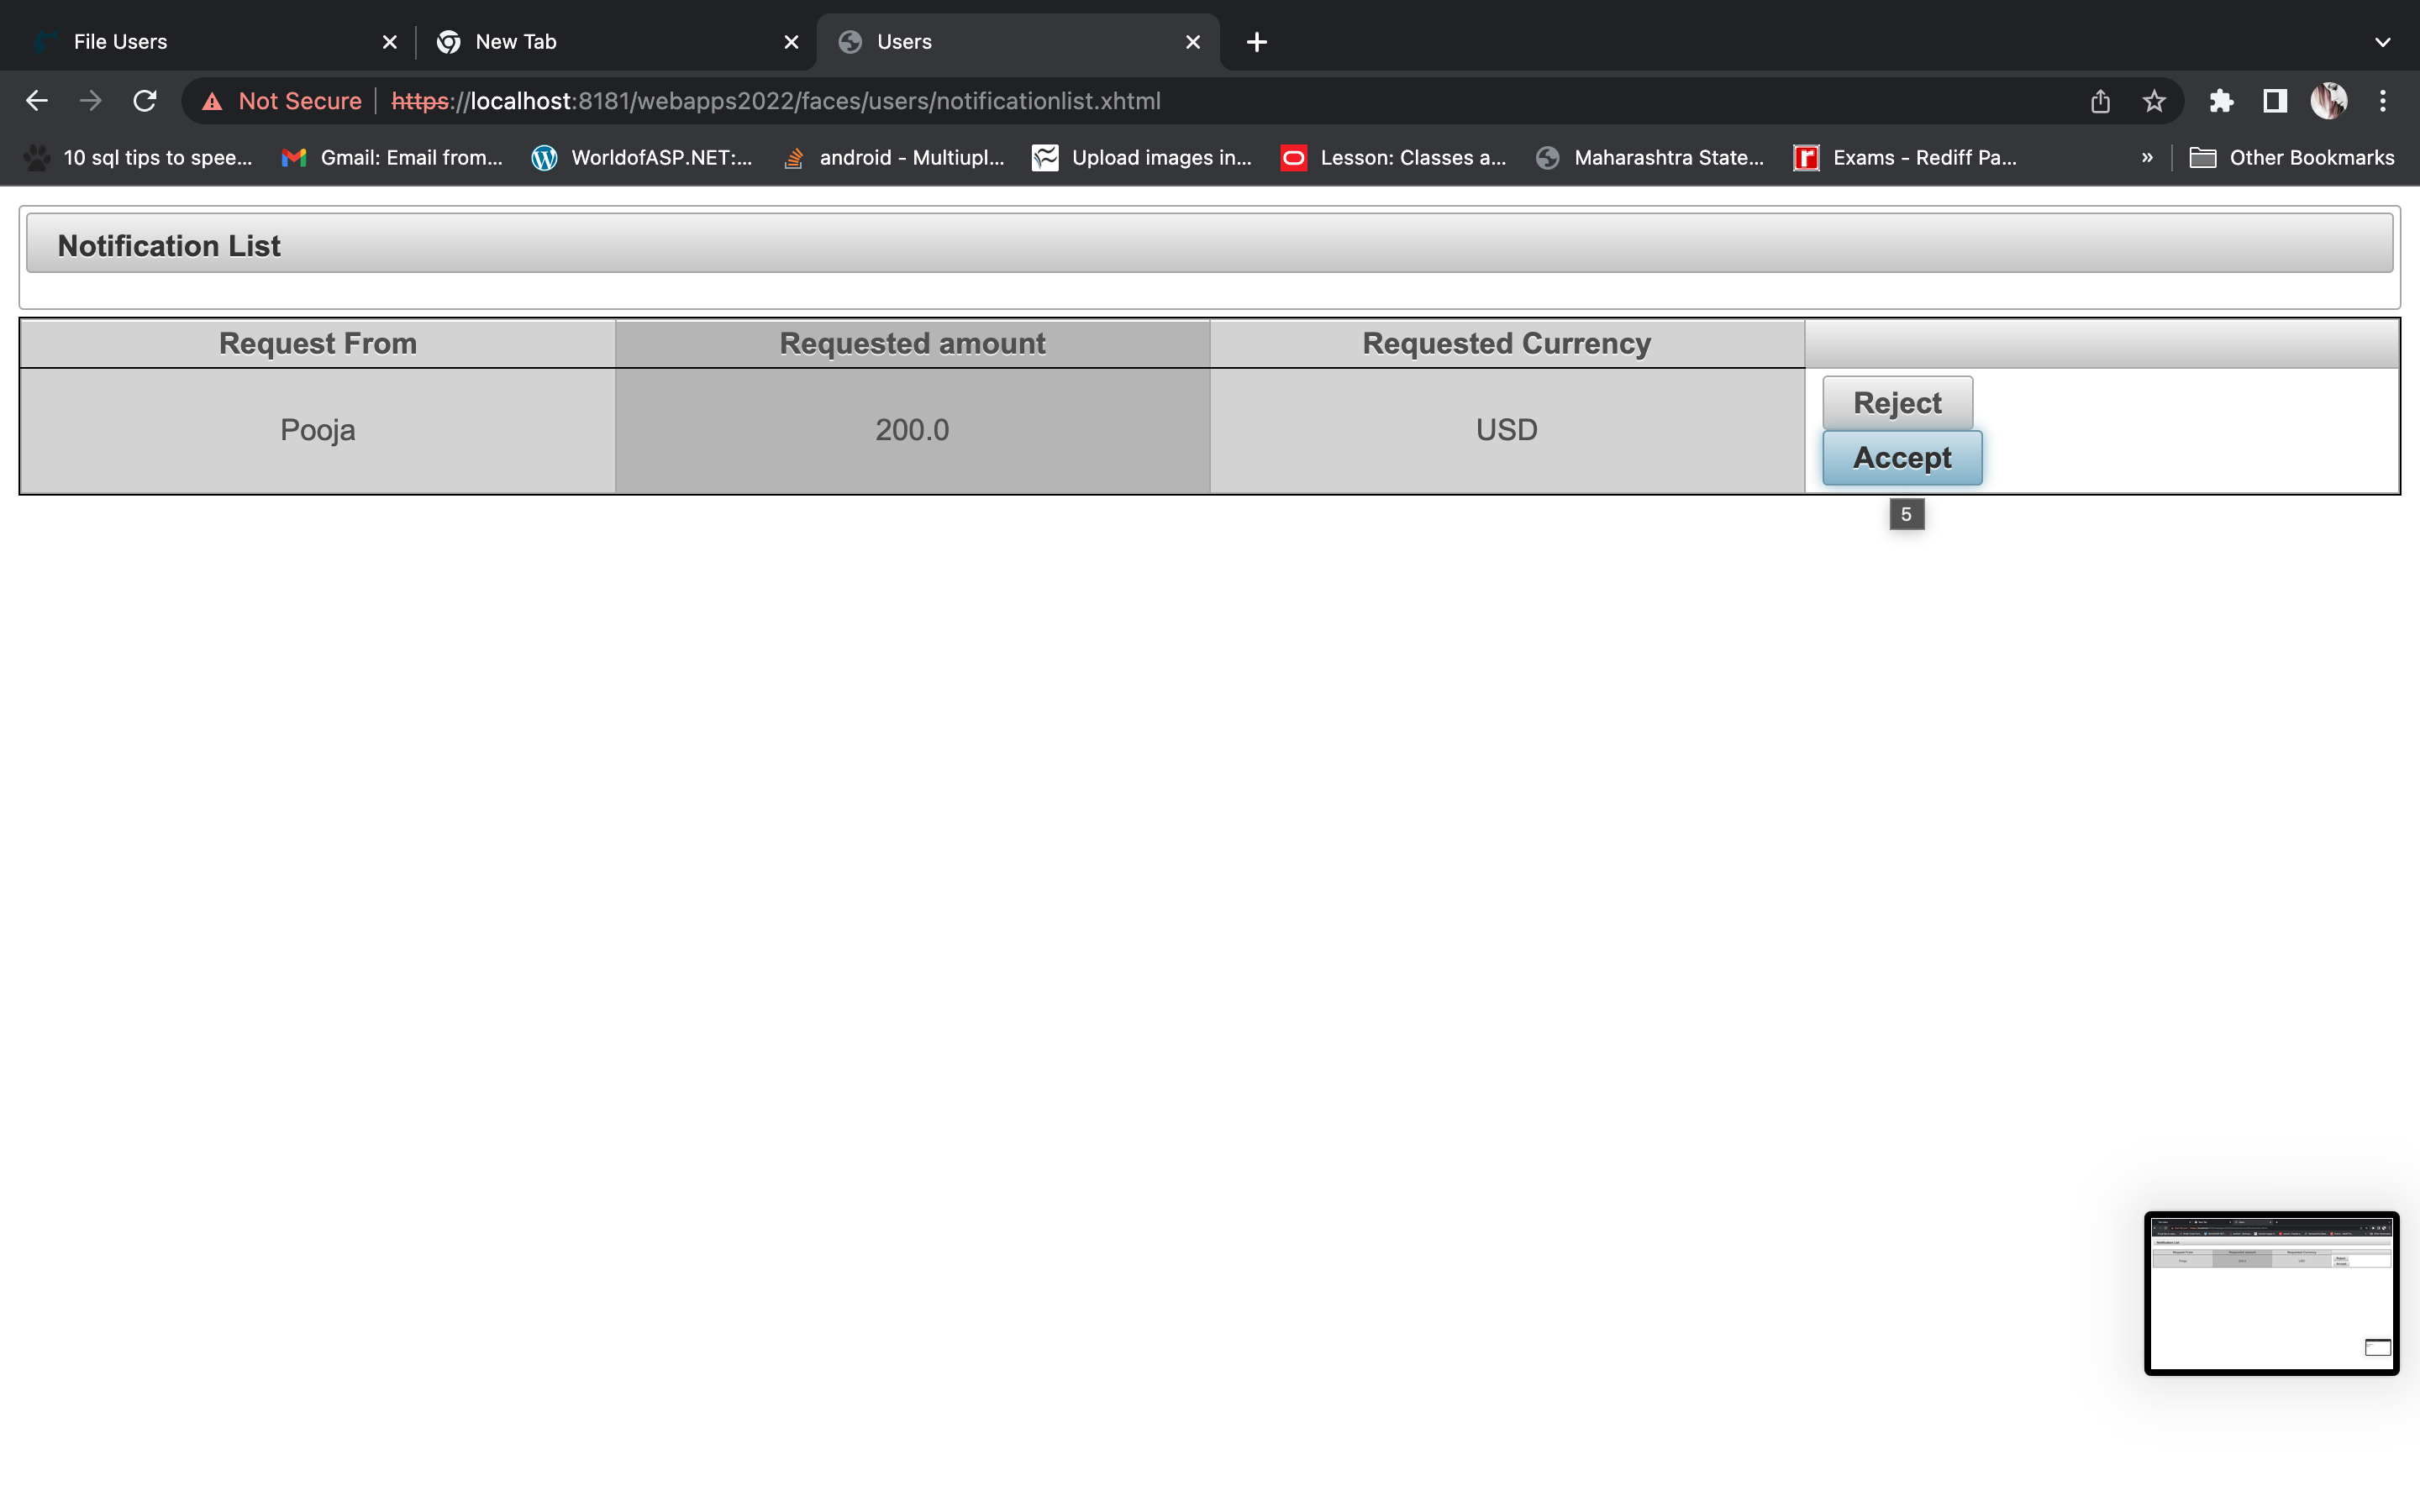 File Users
New Tab
Users
Not Secure https://localhost:8181/webapps2022/faces/users/notificationlist.xhtml
10 sql tips to spee... Gmail: Email from... WorldofASP.NET:... android - Multiupl... Upload images in... Lesson: Classes a... Maharashtra State... Exams - Rediff Pa... » Other Bookmarks
Notification List
Request From Requested amount Requested Currency
Pooja 200.0 USD
Reject
Accept
5